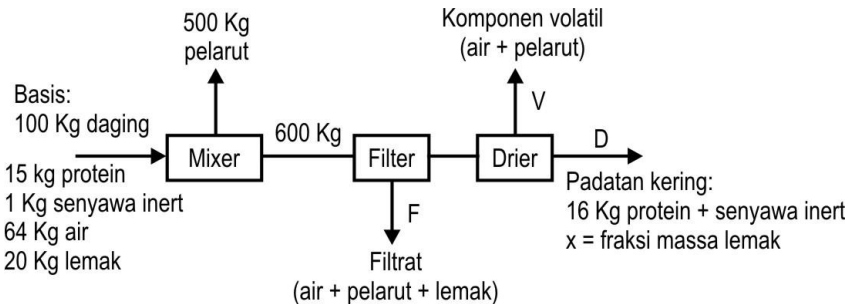 500 Kg
pelarut
Komponen volatil
(air + pelarut)
Basis:
100 Kg daging
V
600 Kg
D
Mixer
Filter
Drier
15 kg protein
1 Kg senyawa inert
64 Kg air
20 Kg lemak
F
Padatan kering:
16 Kg protein + senyawa inert
x = fraksi massa lemak
Filtrat
(air + pelarut + lemak)